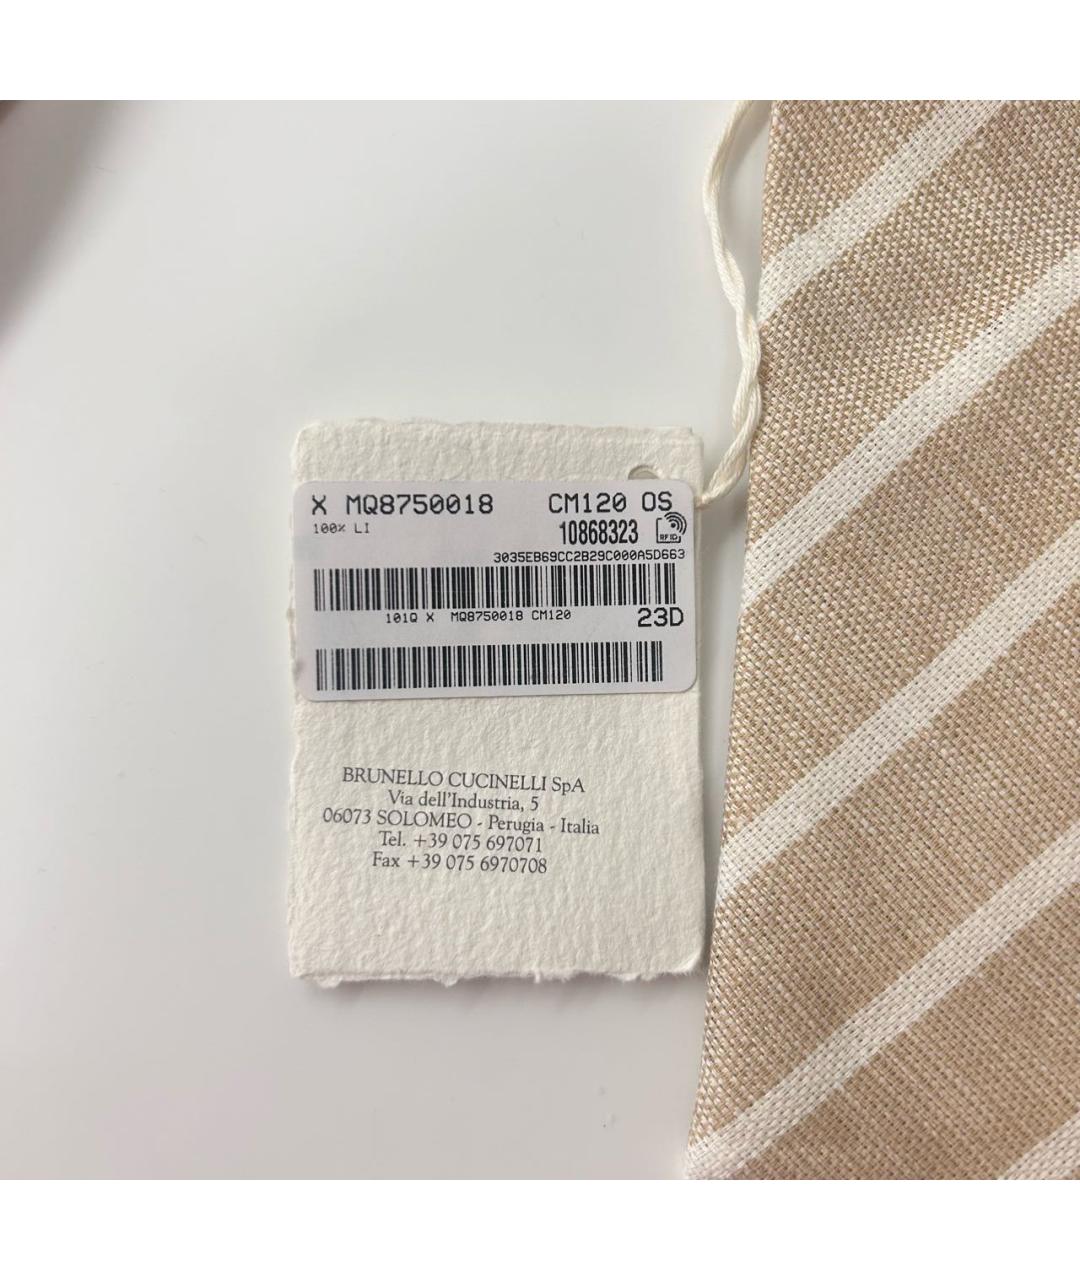 X MQ8750018 CM120 OS
100% LI 10868323 RFID
3035EB69CC2B29C000A5D663
101Q X MQ8750018 CM120 23D
BRUNELLO CUCINELLI SpA
Via dell'Industria, 5
06073 SOLOMEO - Perugia - Italia
Tel. +39 075 697071
Fax +39 075 6970708